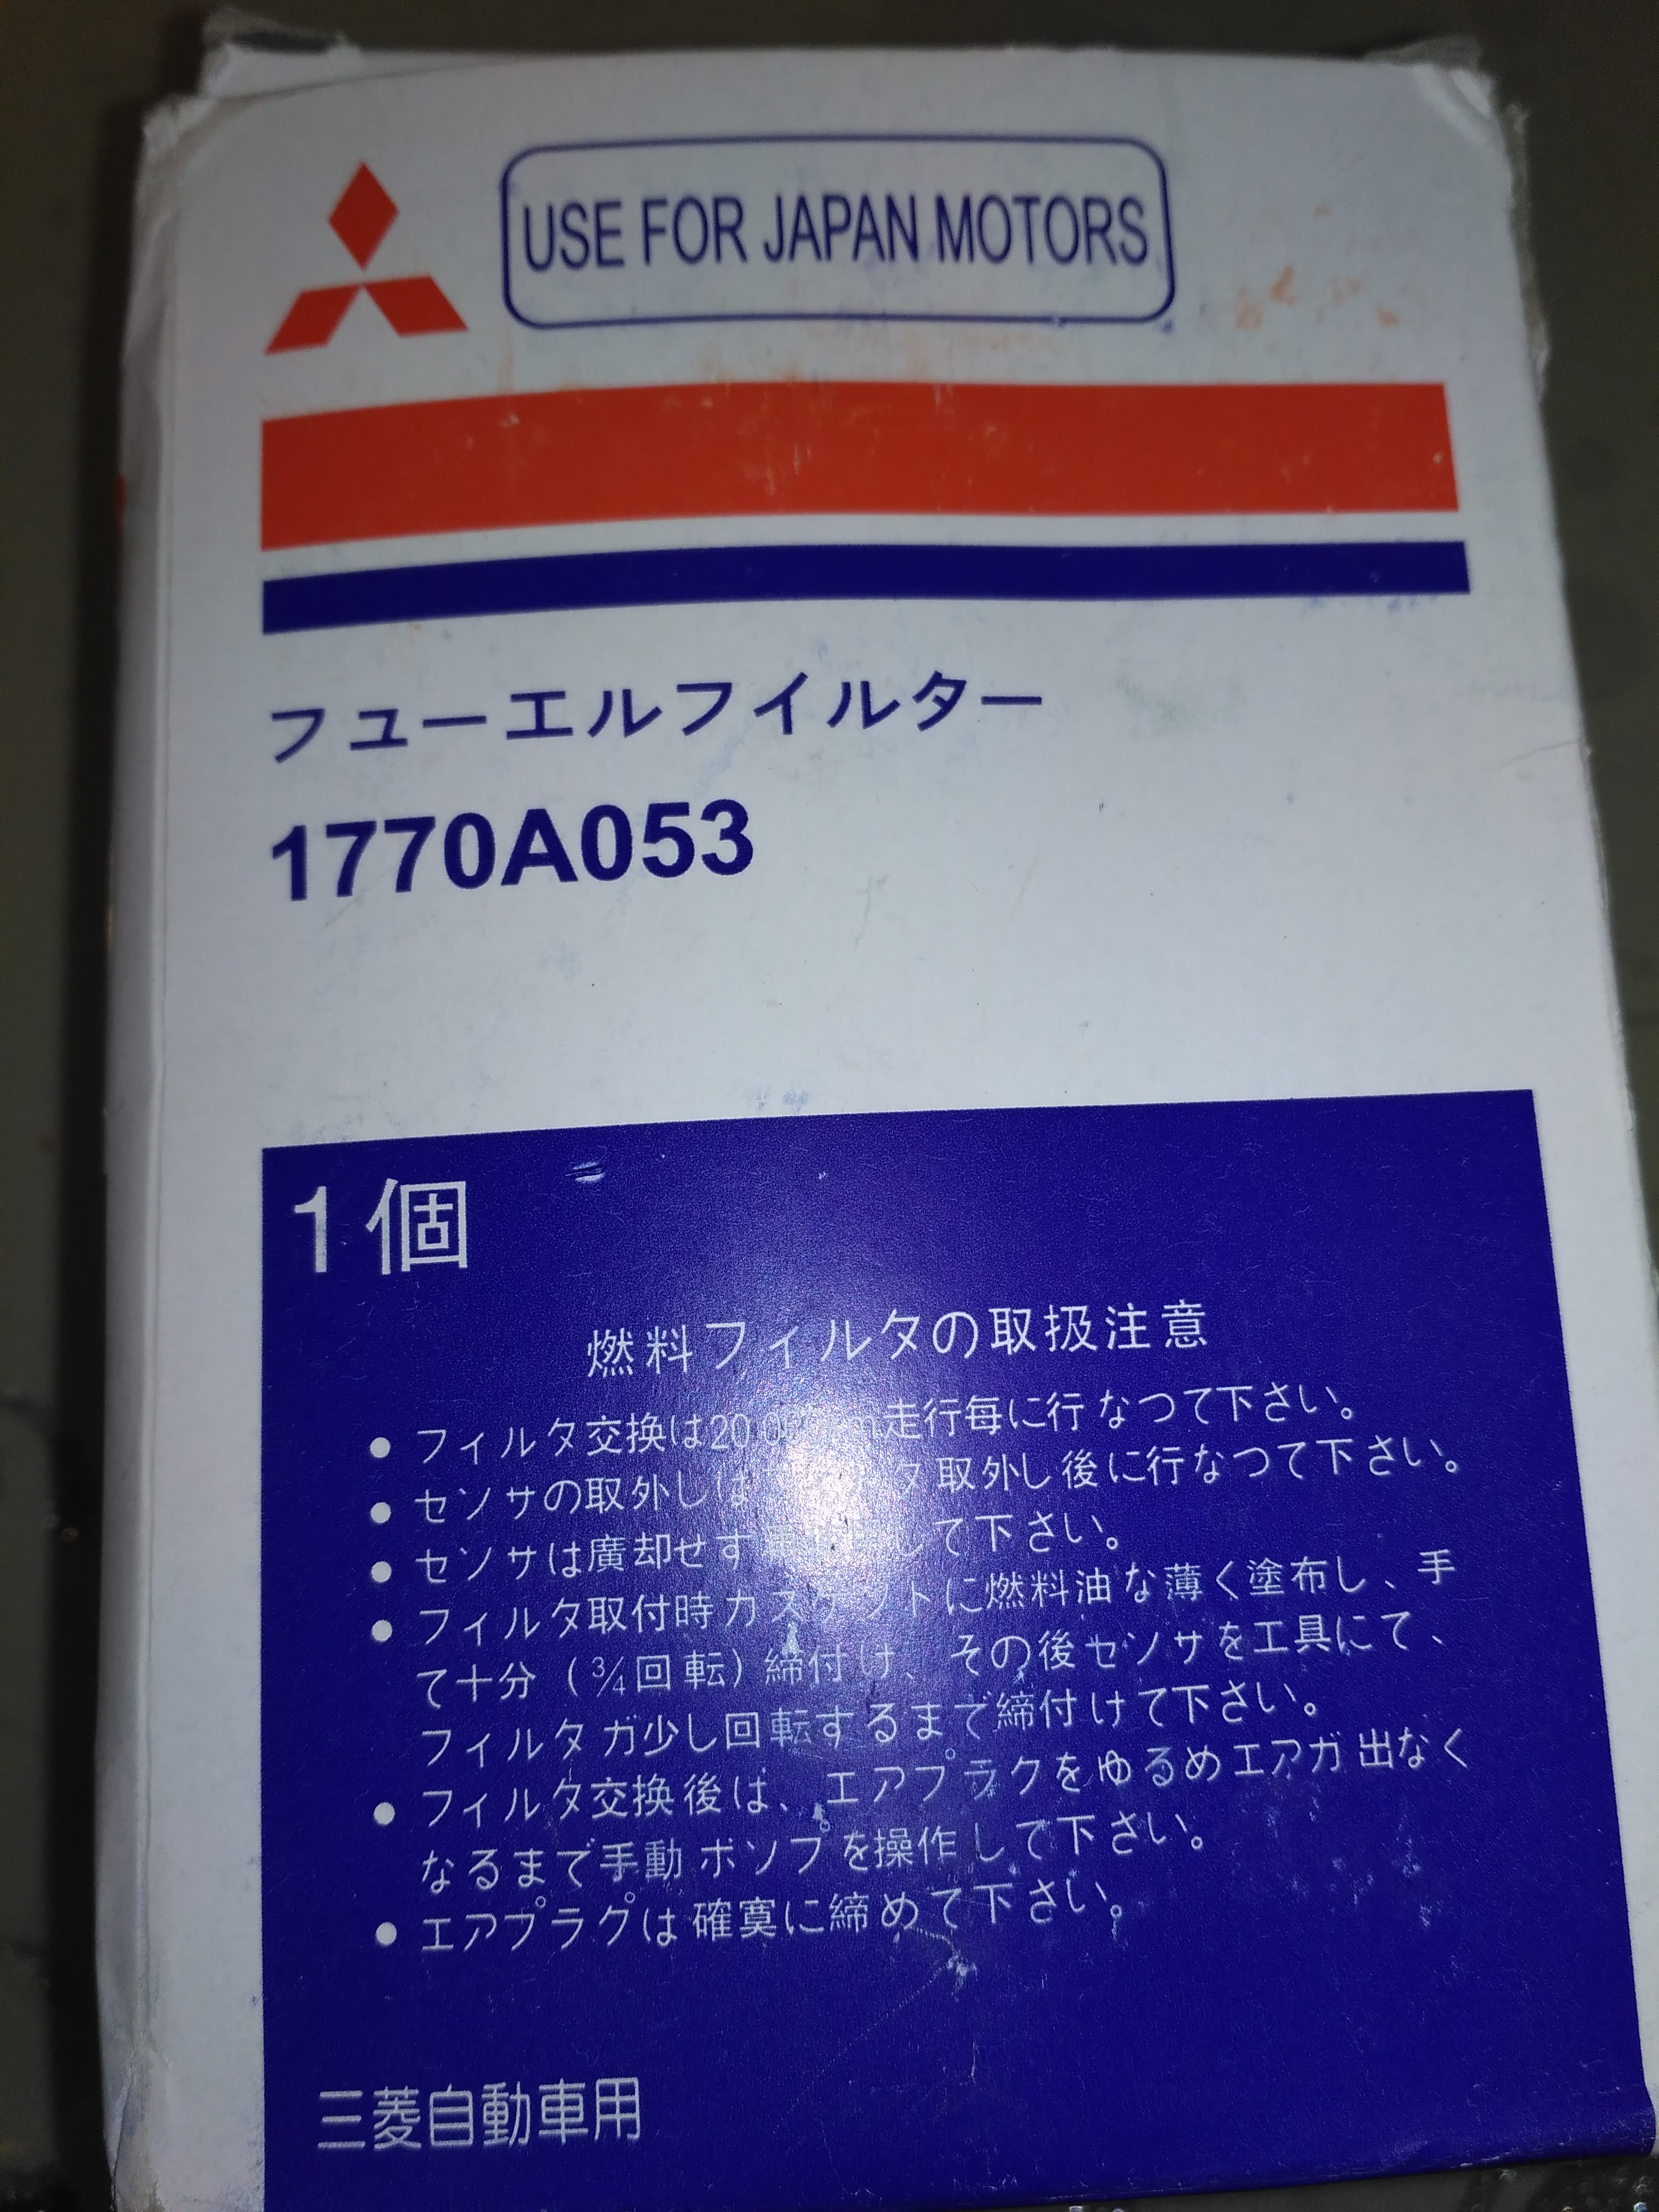 USE FOR JAPAN MOTORS
フューエルフイルター
1770A053
1個
燃料フィルタの取扱注意
● フィルタ交換は20 走行毎に行なつて下さい。
● センソサの取外しは タ取外し後に行なつて下さい。
● センソサは廣却せす して下さい。
● フィルタ取付時カスケットに燃料油な薄く塗布し、手
て十分（¾回転）締付け、その後センサを工具にて、
フィルタガ少し回転するまで締付けて下さい。
● フィルタ交換後は、エアプラクをゆるめエアガ出なく
なるまで手動ポソプを操作して下さい。
● エアプラグは確寞に締めて下さい。
三菱自動車用